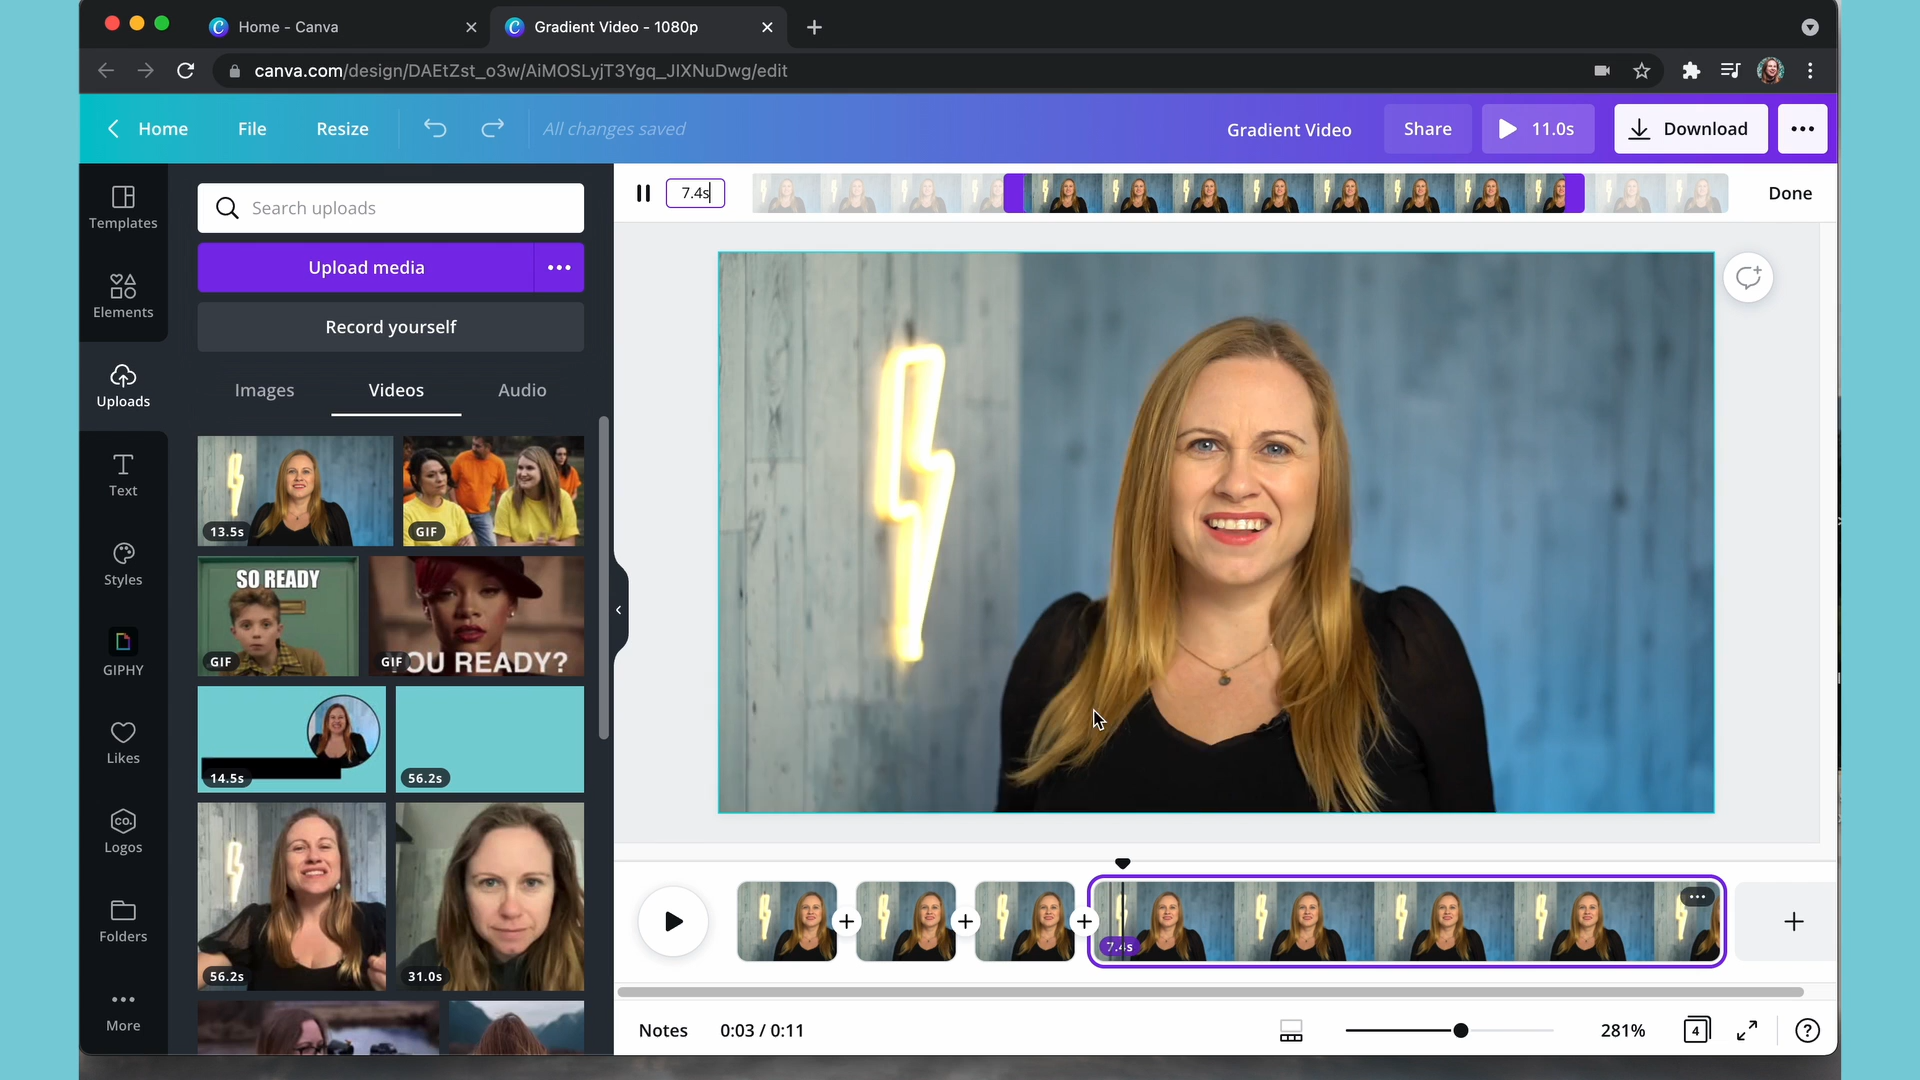 Home - Canva
Gradient Video - 1080p
canva.com/design/DAEtZst_o3w/AiMOSLyjT3Ygq_JIXNuDwg/edit
Home
File
Resize
All changes saved
Gradient Video
Share
11.0s
Download
Templates
Elements
Uploads
Text
Styles
GIPHY
Likes
CO.
Logos
Folders
More
Search uploads
Upload media
Record yourself
Images
Videos
Audio
13.5s
GIF
SO READY
GIF
GIF
OU READY?
14.5s
56.2s
56.2s
31.0s
7.4s
Done
7.4s
Notes
0:03 / 0:11
281%
4
?